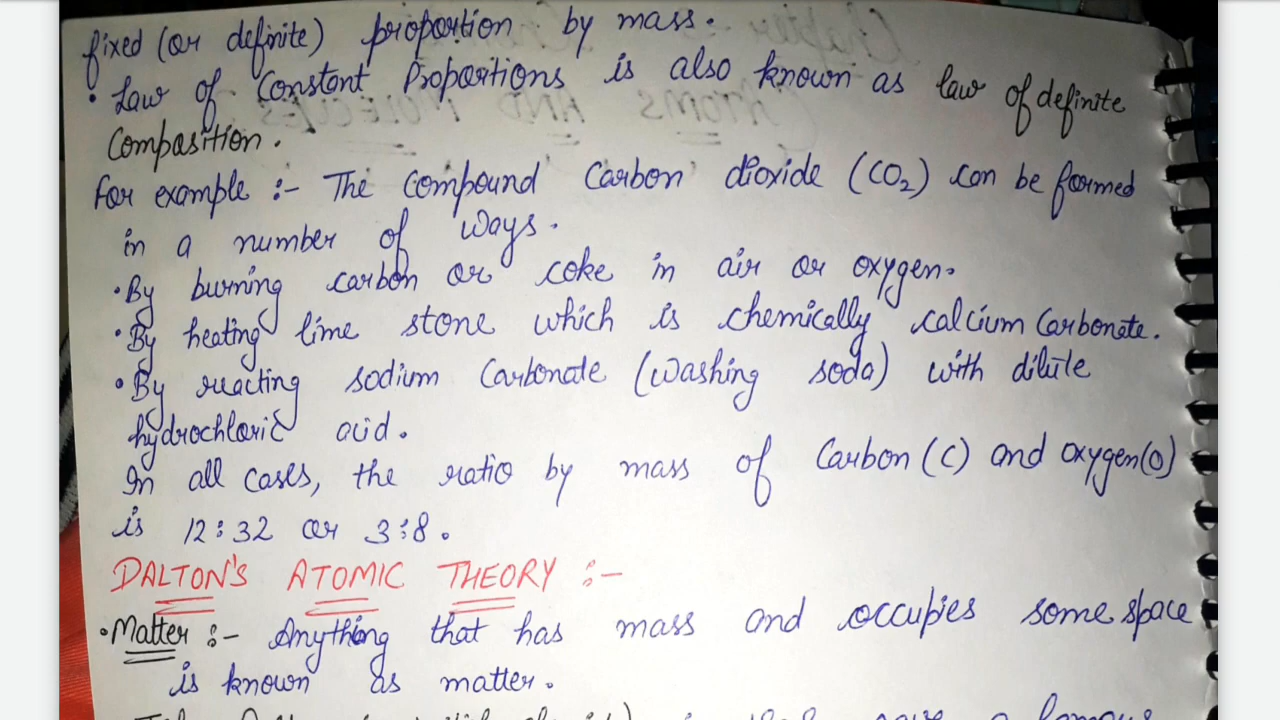 fixed (or definite) proportion by mass.
• Law of Constant Proportions is also known as law of definite
Composition.
For example :- The compound Carbon dioxide (CO₂) can be formed
in a number of ways.
• By burning carbon or coke in air or oxygen.
• By heating lime stone which is chemically calcium Carbonate.
• By reacting sodium Carbonate (washing soda) with dilute
hydrochloric acid.
In all cases, the ratio by mass of Carbon (C) and oxygen(O)
is 12:32 or 3:8.
DALTON'S ATOMIC THEORY :-
• Matter :- Anything that has mass and occupies some space
is known as matter.